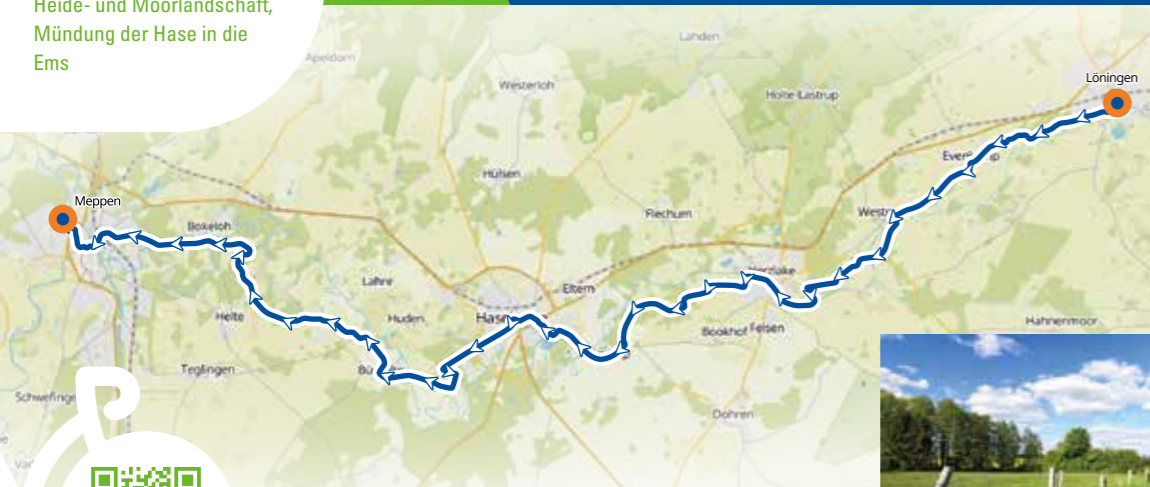 Heide- und Moorlandschaft,
Mündung der Hase in die
Ems
Lahden
Apeldorn
Westerloh
Löningen
Holte-Lastrup
Hülsen
Meppen
Flechum
Boxeloh
Lahre
Eltern
Helte
Huden
Bookhof
Felsen
Hahnenmoor
Teglingen
Dohren